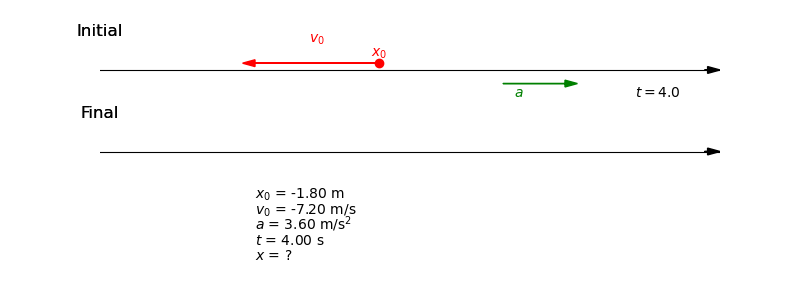 Initial
v₀
x₀
a
t = 4.0
Final
x₀ = -1.80 m
v₀ = -7.20 m/s
a = 3.60 m/s²
t = 4.00 s
x = ?